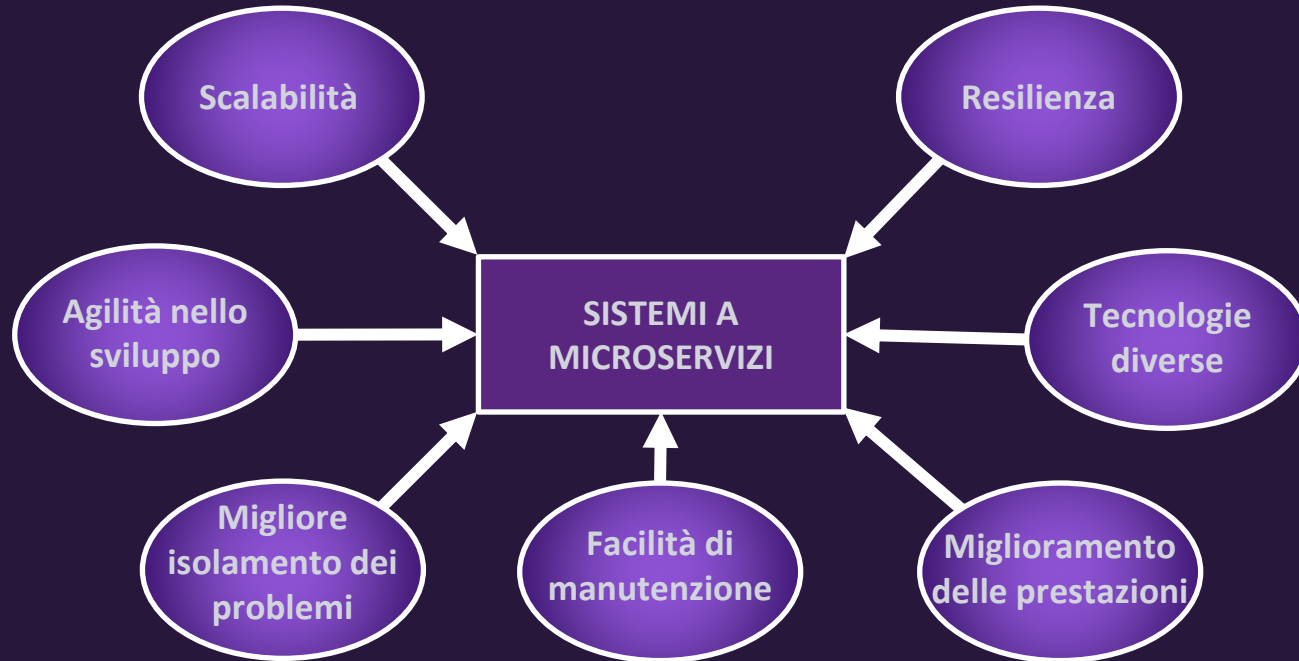 Scalabilità
Resilienza
Agilità nello
sviluppo
SISTEMI A
MICROSERVIZI
Tecnologie
diverse
Migliore
isolamento dei
problemi
Facilità di
manutenzione
Miglioramento
delle prestazioni